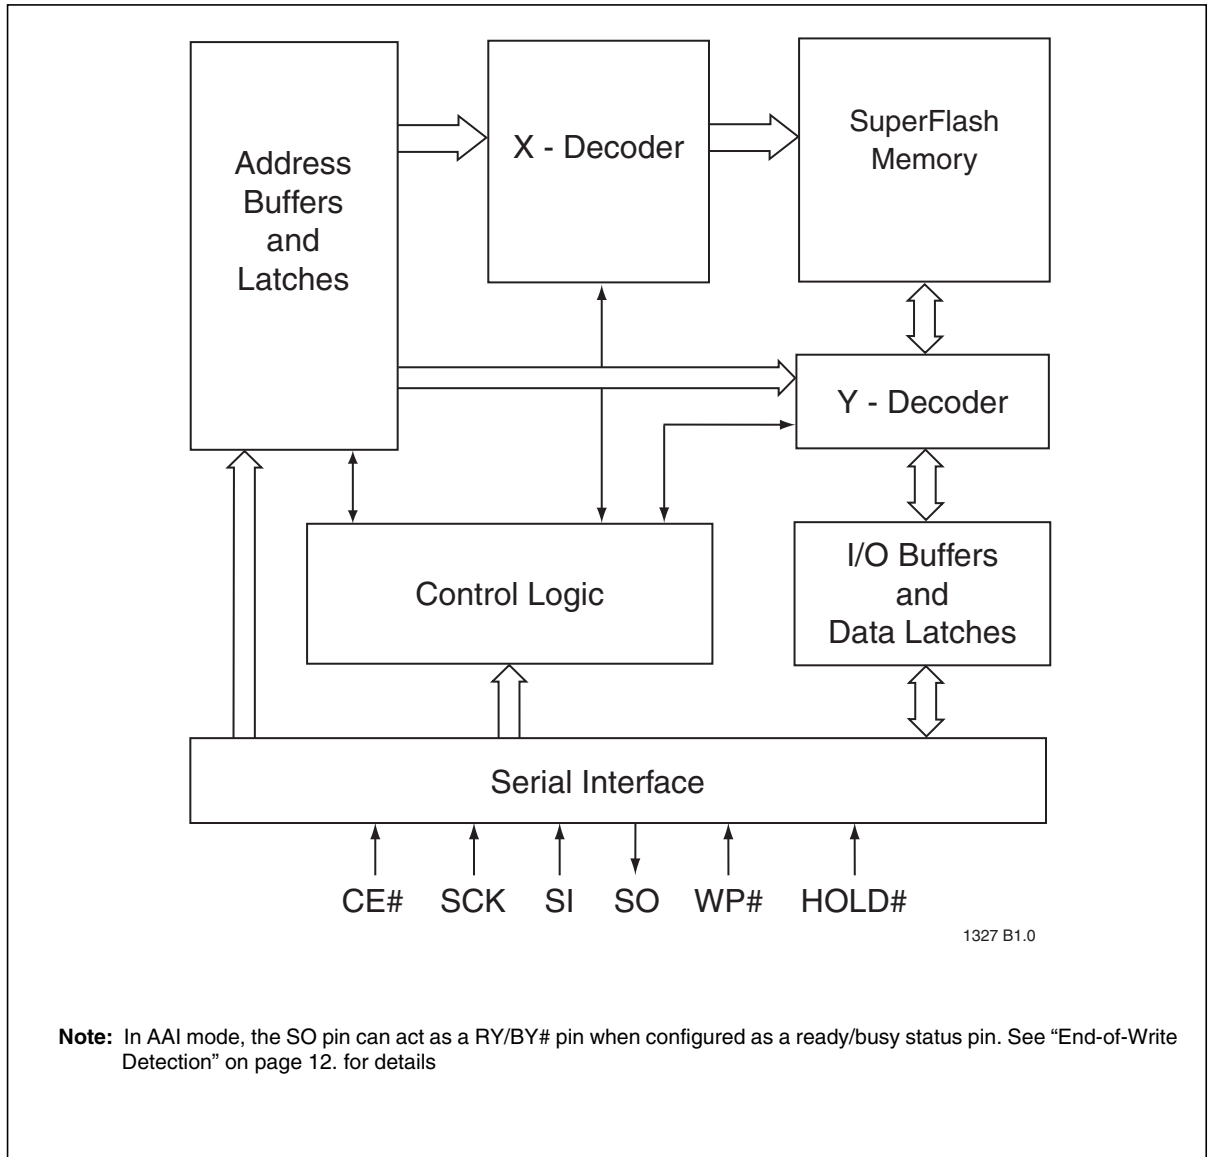 Address
Buffers
and
Latches
X - Decoder
SuperFlash
Memory
Y - Decoder
Control Logic
I/O Buffers
and
Data Latches
Serial Interface
CE# SCK SI SO WP# HOLD#
1327 B1.0
Note: In AAI mode, the SO pin can act as a RY/BY# pin when configured as a ready/busy status pin. See “End-of-Write
Detection” on page 12. for details